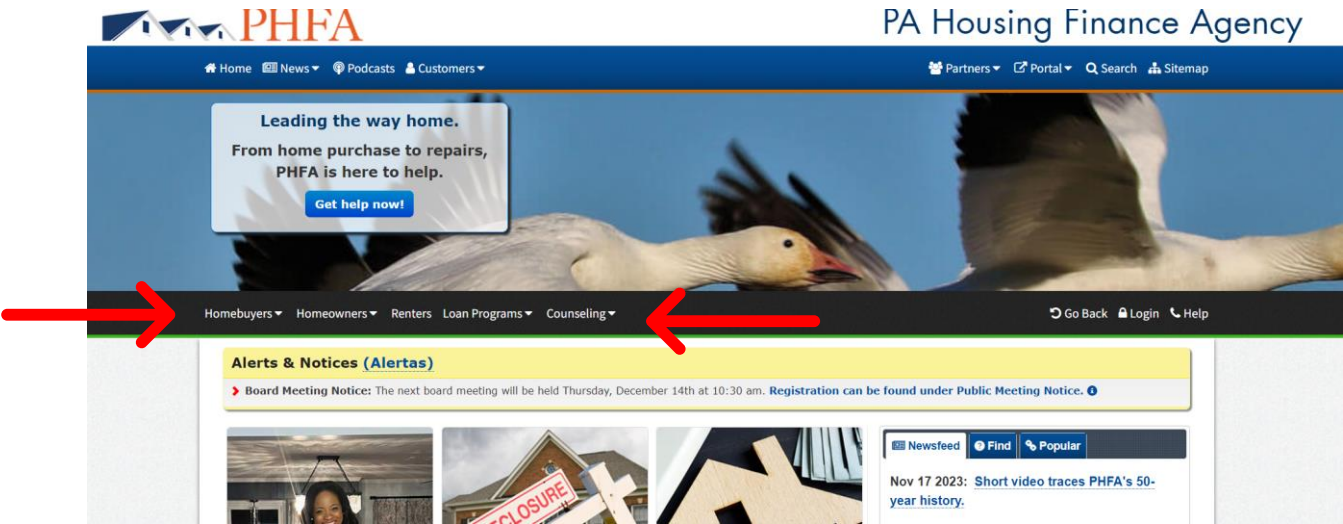 PHFA
PA Housing Finance Agency
Home News Podcasts Customers
Partners Portal Search Sitemap
Leading the way home.
From home purchase to repairs,
PHFA is here to help.
Get help now!
Homebuyers Homeowners Renters Loan Programs Counseling
Go Back Login Help
Alerts & Notices (Alertas)
Board Meeting Notice: The next board meeting will be held Thursday, December 14th at 10:30 am. Registration can be found under Public Meeting Notice.
CLOSURE
Newsfeed Find Popular
Nov 17 2023: Short video traces PHFA's 50-
year history.